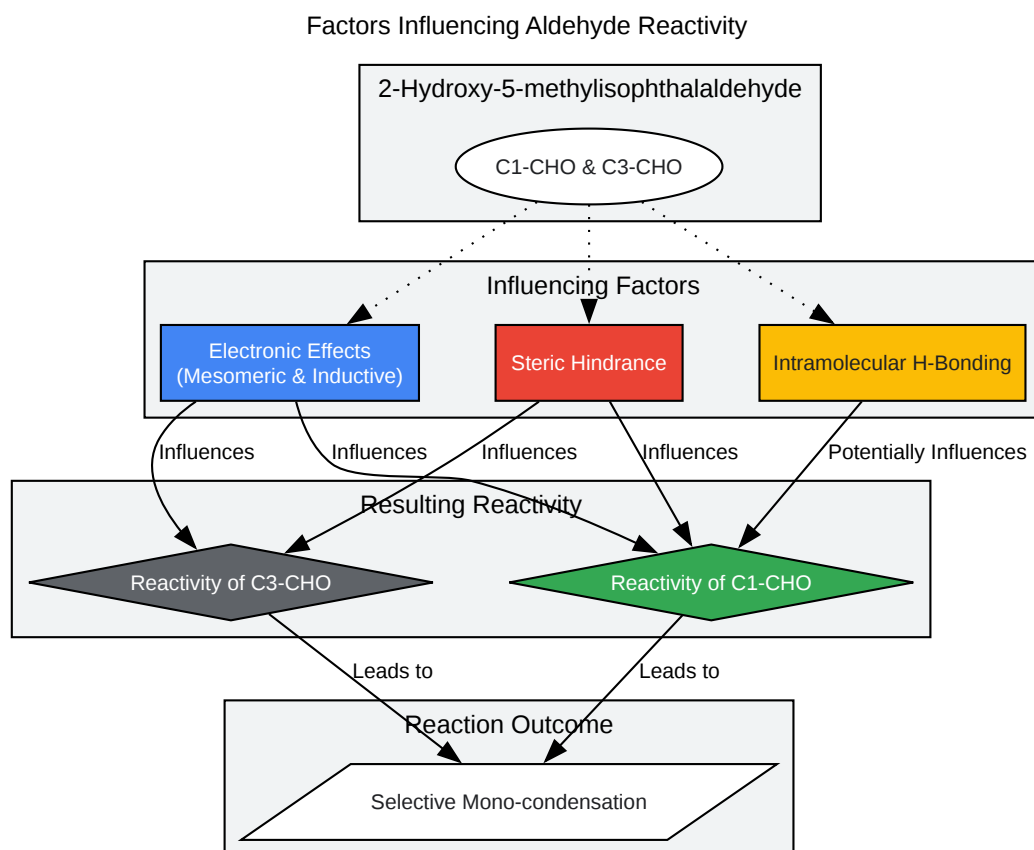 Factors Influencing Aldehyde Reactivity
2-Hydroxy-5-methylisophthalaldehyde
C1-CHO & C3-CHO
Influencing Factors
Electronic Effects
(Mesomeric & Inductive)
Steric Hindrance
Intramolecular H-Bonding
Influences
Influences
Influences
Influences
Potentially Influences
Resulting Reactivity
Reactivity of C3-CHO
Reactivity of C1-CHO
Leads to
Leads to
Reaction Outcome
Selective Mono-condensation